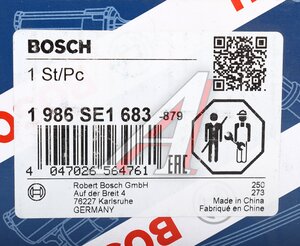 BOSCH
1 St/Pc
1 986 SE1 683 -879
4 047026 564761
EAC
BOSCH
Robert Bosch GmbH
Auf der Breit 4
76227 Karlsruhe
GERMANY
250
273
Made in China
Fabriqué en Chine